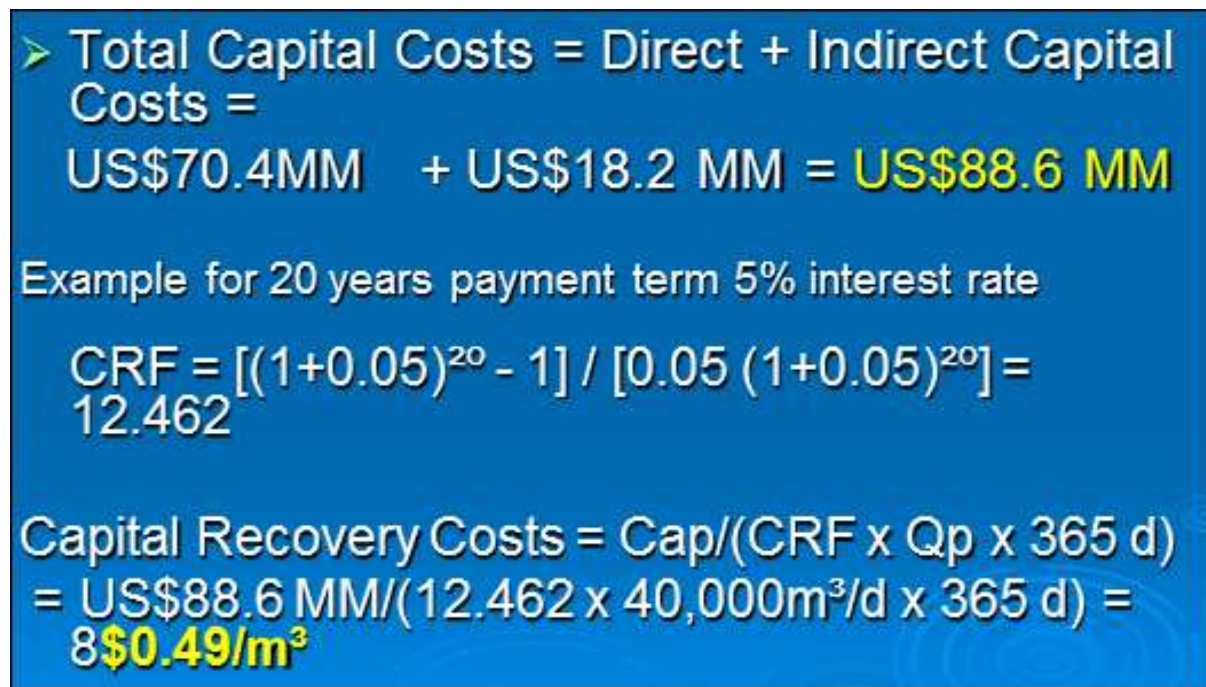 ➢ Total Capital Costs = Direct + Indirect Capital
Costs =
US$70.4MM + US$18.2 MM = US$88.6 MM
Example for 20 years payment term 5% interest rate
CRF = [(1+0.05)²⁰ - 1] / [0.05 (1+0.05)²⁰] =
12.462
Capital Recovery Costs = Cap/(CRF x Qp x 365 d)
= US$88.6 MM/(12.462 x 40,000m³/d x 365 d) =
8$0.49/m³